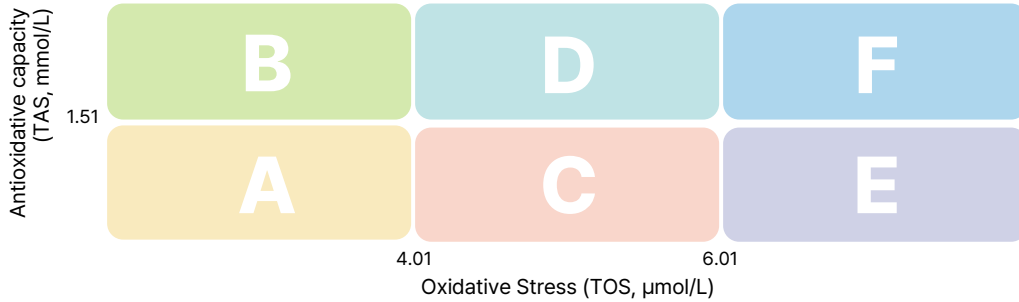 Antioxidative capacity
(TAS, mmol/L)
B
D
F
1.51
A
C
E
4.01
6.01
Oxidative Stress (TOS, μmol/L)